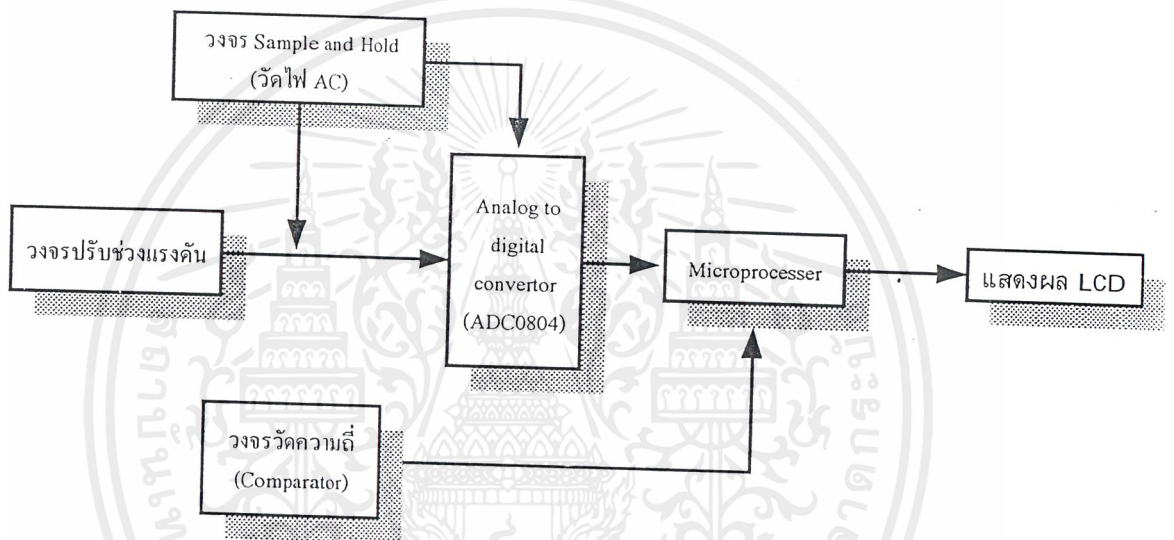 วงจร Sample and Hold
(วัดไฟ AC)
วงจรปรับช่วงแรงดัน
Analog to
digital
convertor
(ADC0804)
Microprocesser
แสดงผล LCD
วงจรวัดความถี่
(Comparator)